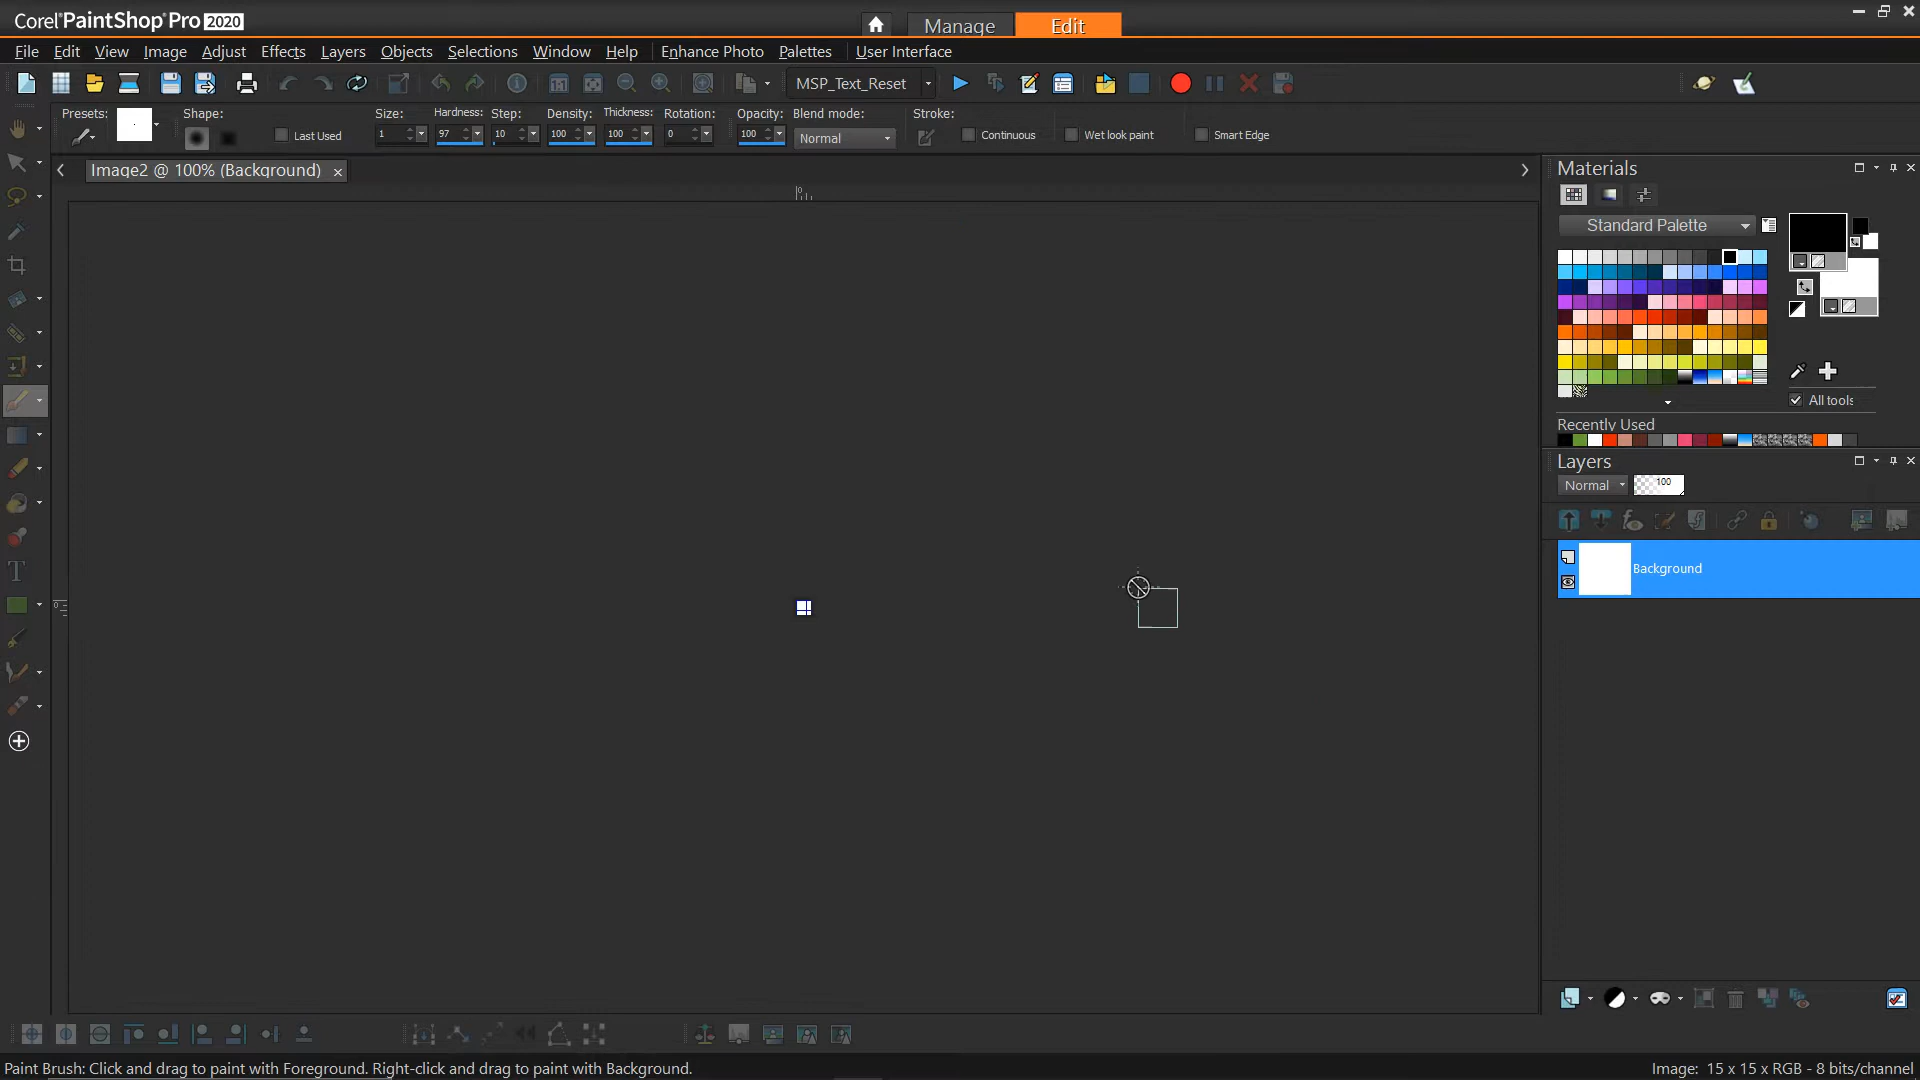 Corel PaintShop Pro 2020
Manage
Edit
File Edit View Image Adjust Effects Layers Objects Selections Window Help Enhance Photo Palettes User Interface
MSP_Text_Reset
Presets: Shape: Last Used Size: Hardness: Step: Density: Thickness: Rotation: Opacity: Blend mode: Stroke:
1 97 10 100 100 0 100 Normal Continuous Wet look paint Smart Edge
Image2 @ 100% (Background)
Materials
Standard Palette
All tools
Recently Used
Layers
Normal 100
Background
Paint Brush: Click and drag to paint with Foreground. Right-click and drag to paint with Background.
Image: 15 x 15 x RGB - 8 bits/channel